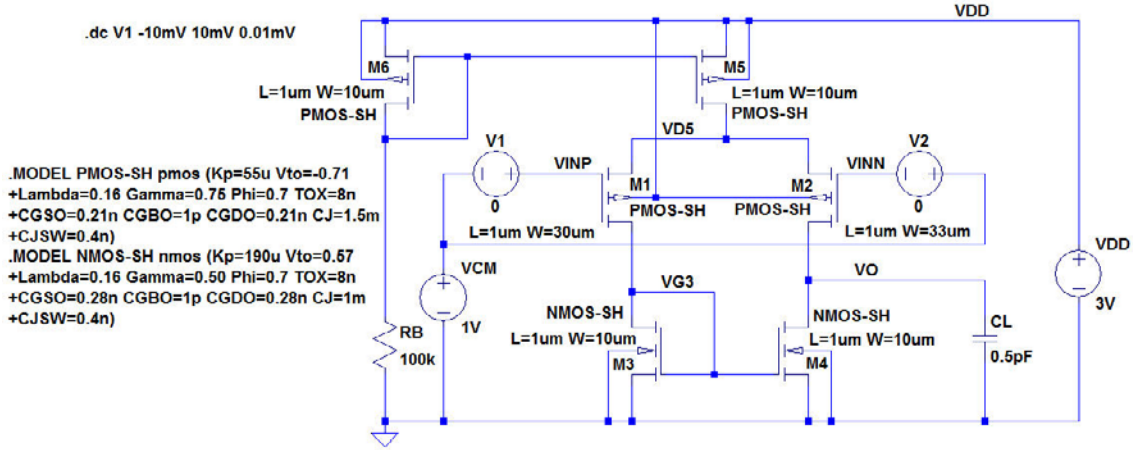 .dc V1 -10mV 10mV 0.01mV
VDD
M6
M5
L=1um W=10um
PMOS-SH
L=1um W=10um
PMOS-SH
VD5
V1
V2
VINP
VINN
0
0
M1
M2
PMOS-SH
PMOS-SH
L=1um W=30um
L=1um W=33um
.MODEL PMOS-SH pmos (Kp=55u Vto=-0.71
+Lambda=0.16 Gamma=0.75 Phi=0.7 TOX=8n
+CGSO=0.21n CGBO=1p CGDO=0.21n CJ=1.5m
+CJSW=0.4n)
.MODEL NMOS-SH nmos (Kp=190u Vto=0.57
+Lambda=0.16 Gamma=0.50 Phi=0.7 TOX=8n
+CGSO=0.28n CGBO=1p CGDO=0.28n CJ=1m
+CJSW=0.4n)
VCM
1V
VDD
3V
VO
VG3
NMOS-SH
NMOS-SH
L=1um W=10um
L=1um W=10um
M3
M4
CL
0.5pF
RB
100k